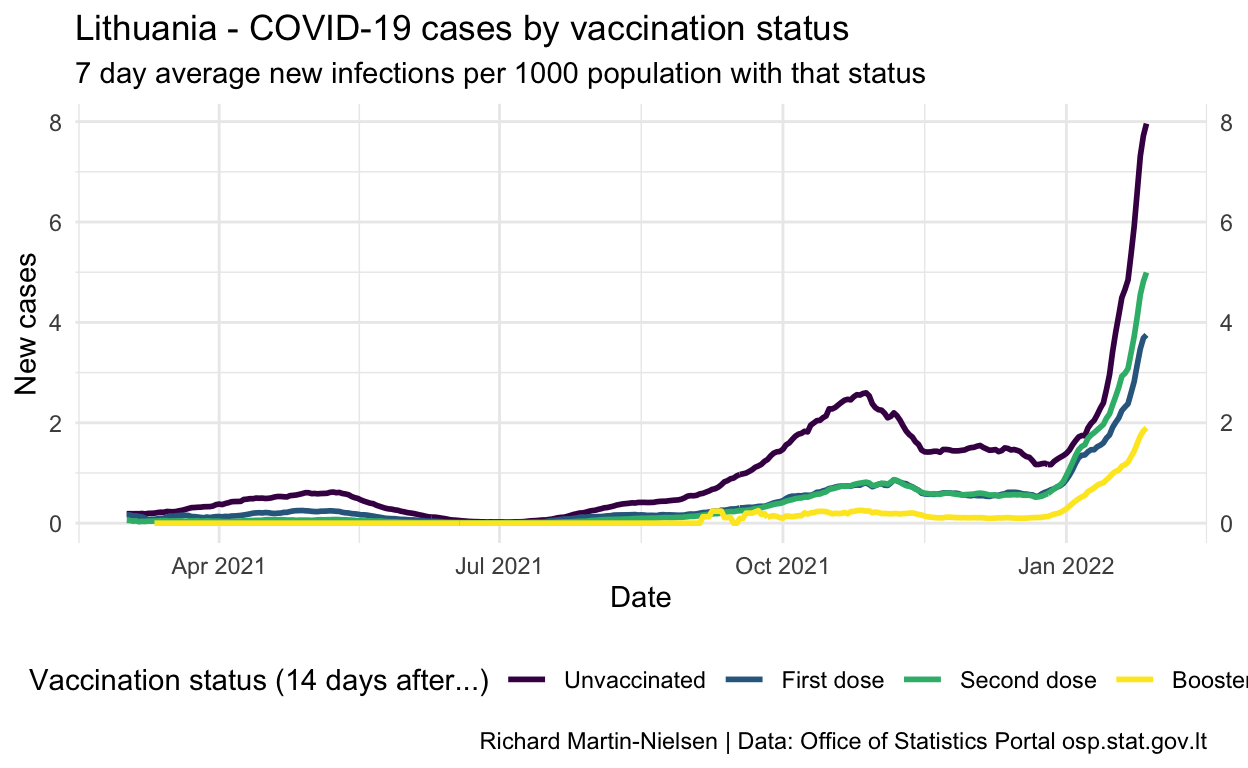 Lithuania - COVID-19 cases by vaccination status
7 day average new infections per 1000 population with that status
8 8
6 6
4 4
2 2
0 0
New cases
Apr 2021 Jul 2021 Oct 2021 Jan 2022
Date
Vaccination status (14 days after...) Unvaccinated First dose Second dose Booster
Richard Martin-Nielsen | Data: Office of Statistics Portal osp.stat.gov.lt